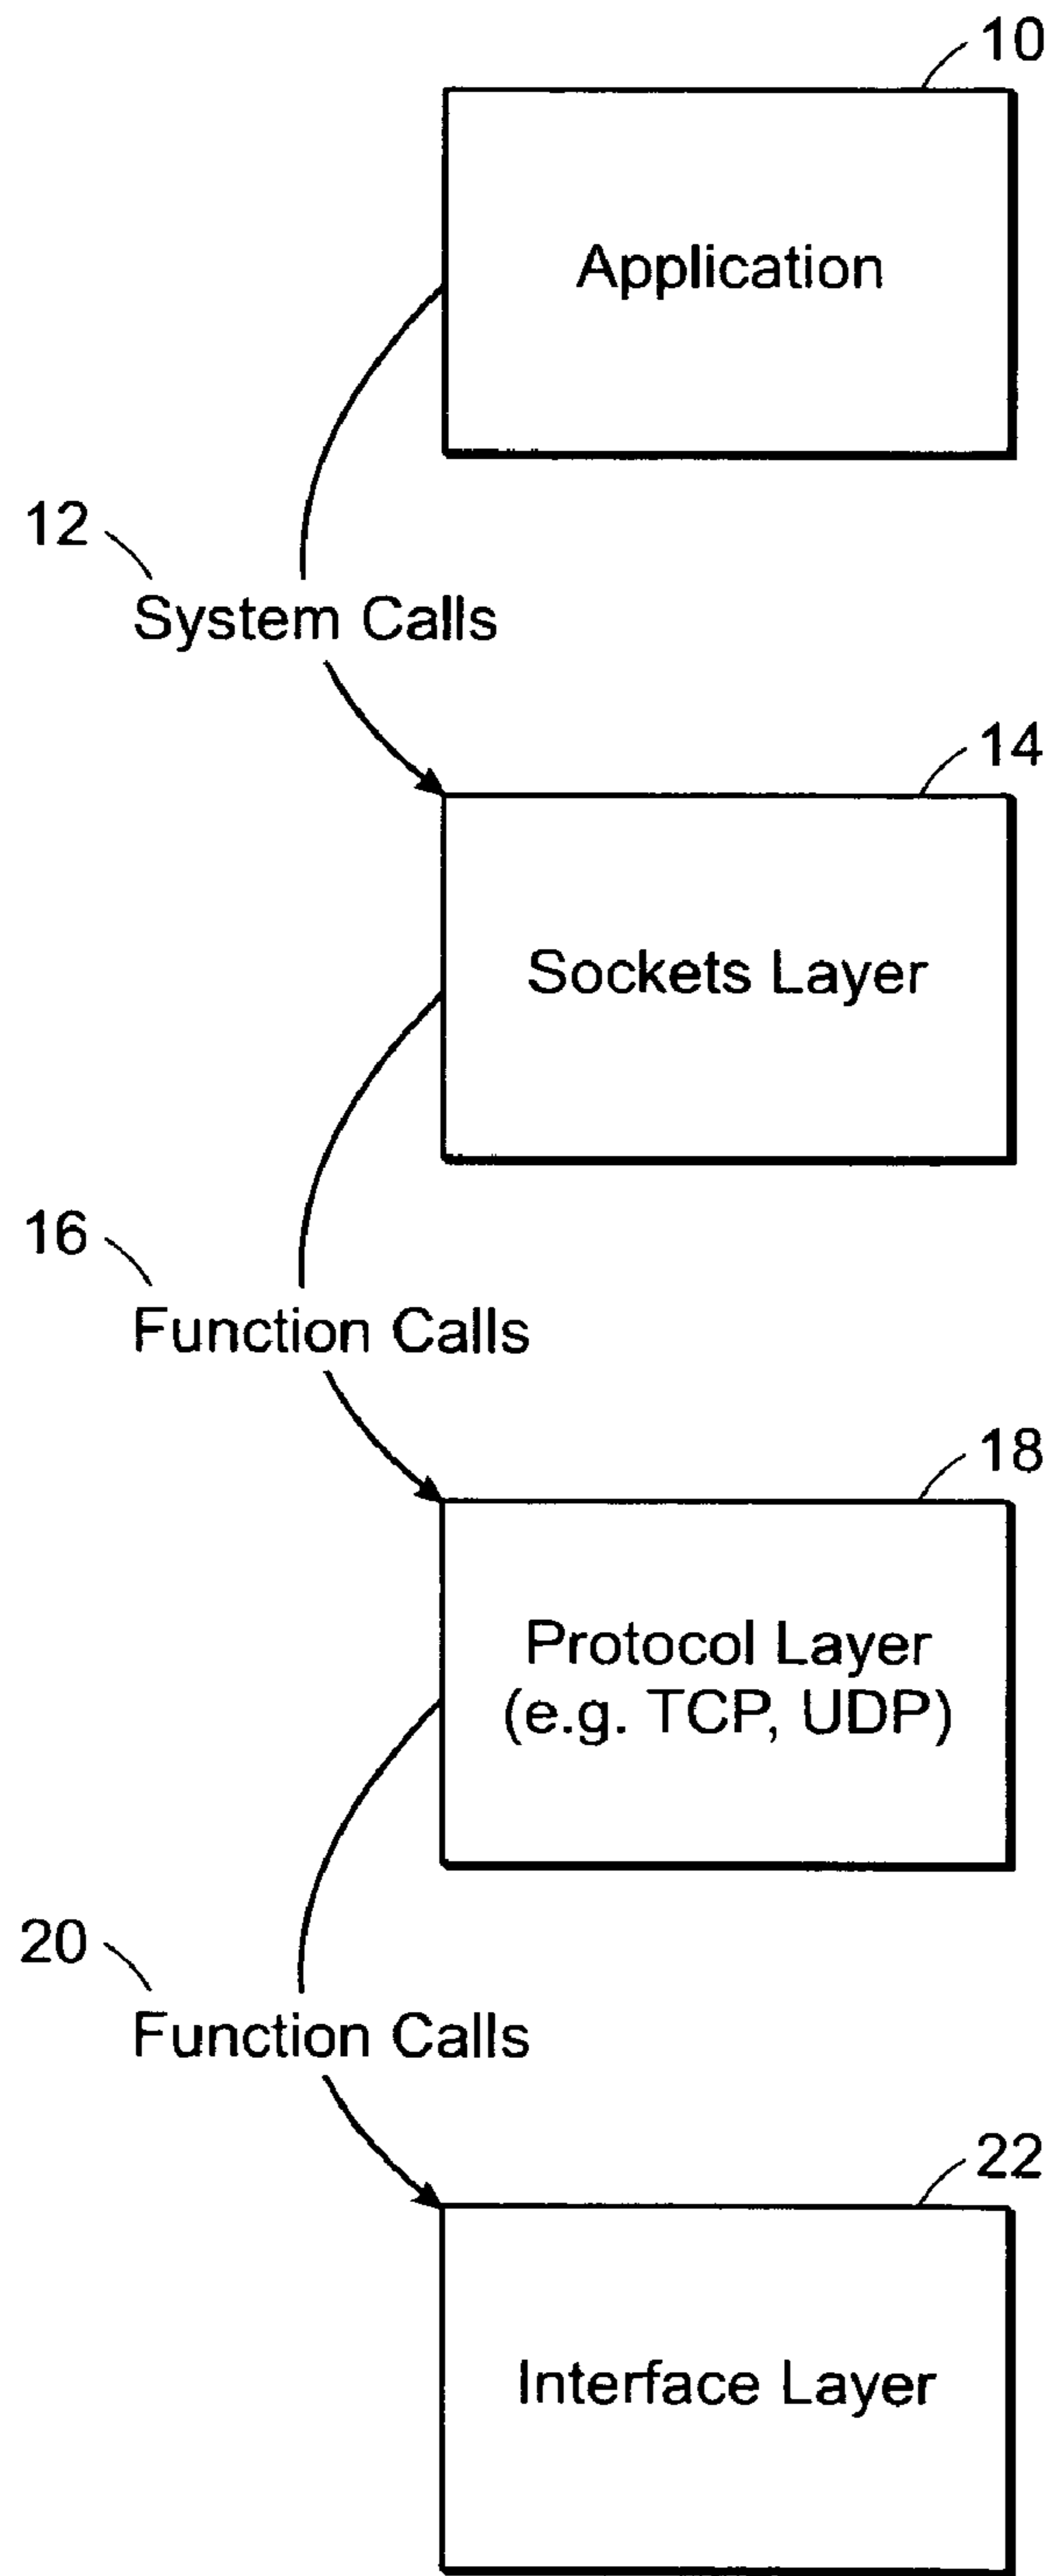 10
Application
12
System Calls
14
Sockets Layer
16
Function Calls
18
Protocol Layer
(e.g. TCP, UDP)
20
Function Calls
22
Interface Layer